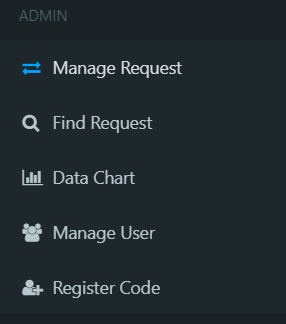 ADMIN
Manage Request
Find Request
Data Chart
Manage User
Register Code